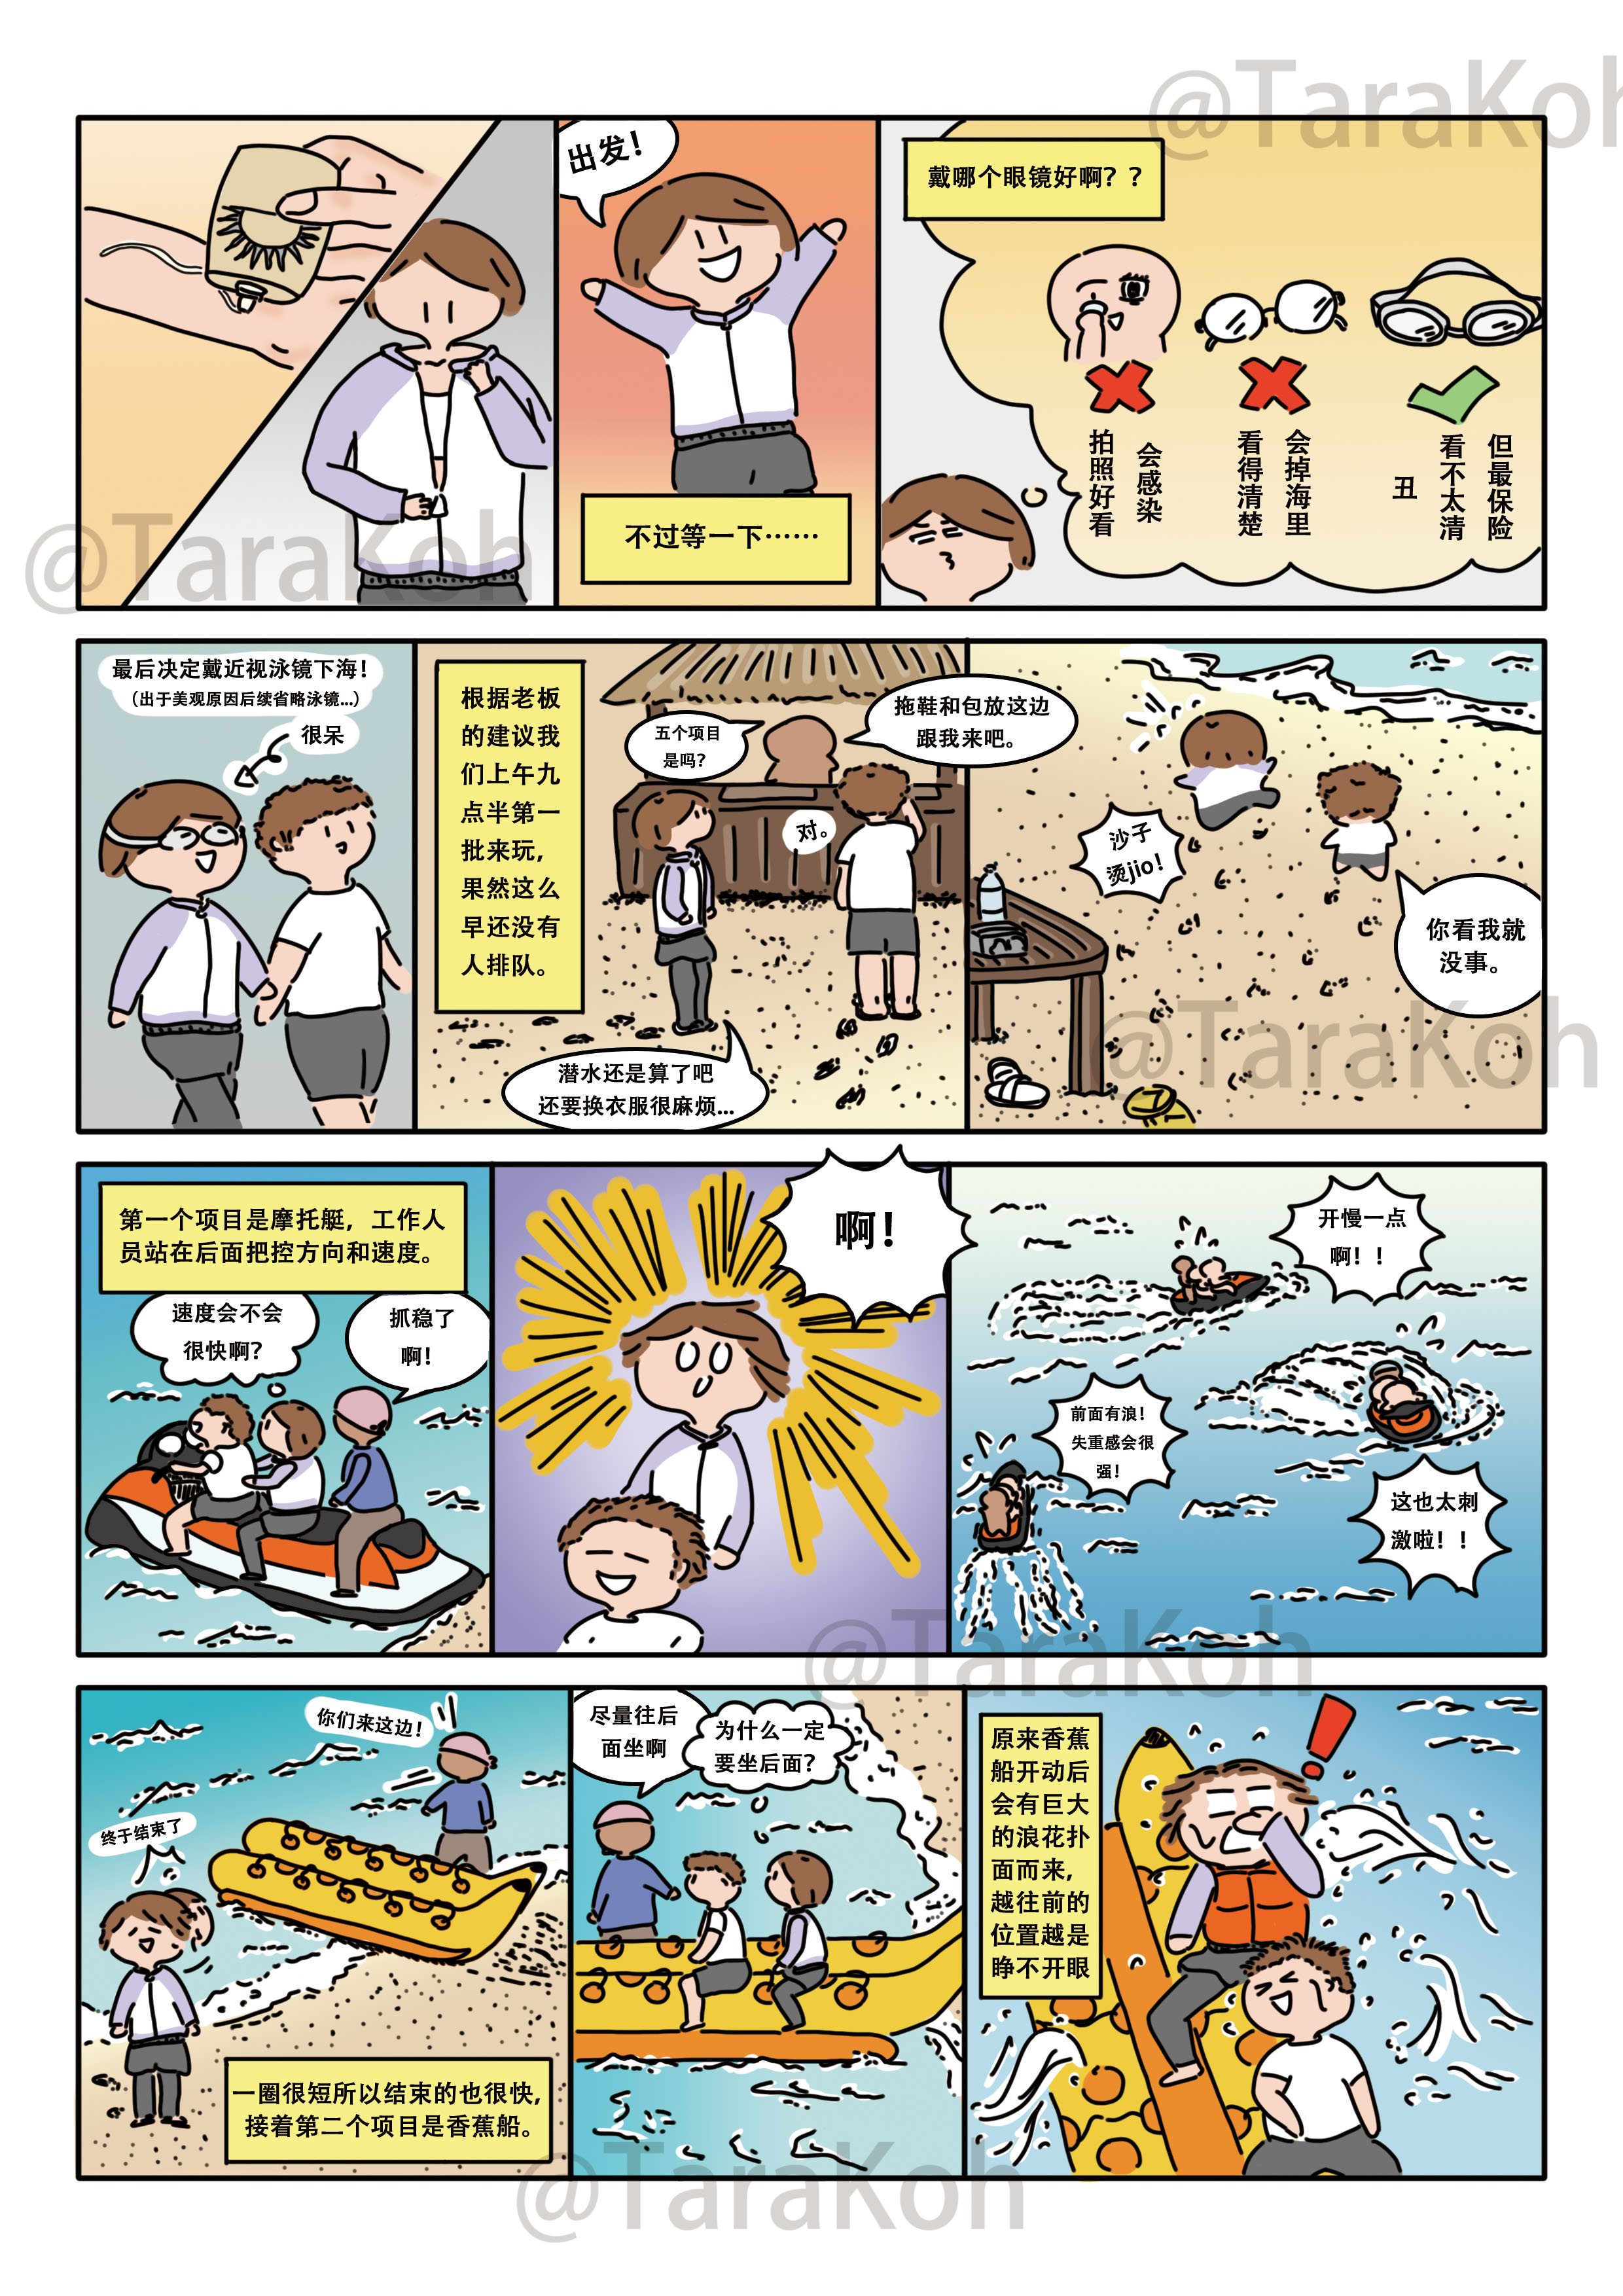 @TaraKoh
出发！
不过等一下……
戴哪个眼镜好啊？？
拍照好看
会感染
看得清楚
会掉海里
丑
看不太清
但最保险
@TaraKoh
最后决定戴近视泳镜下海！
（出于美观原因后续省略泳镜...）
很呆
根据老板
的建议我
们上午九
点半第一
批来玩，
果然这么
早还没有
人排队。
五个项目
是吗？
对。
拖鞋和包放这边
跟我来吧。
潜水还是算了吧
还要换衣服很麻烦...
沙子
烫jio！
你看我就
没事。
@TaraKoh
第一个项目是摩托艇，工作人
员站在后面把控方向和速度。
速度会不会
很快啊？
抓稳了
啊！
啊！
开慢一点
啊！！
前面有浪！
失重感会很
强！
这也太刺
激啦！！
@TaraKoh
你们来这边！
终于结束了
一圈很短所以结束的也很快，
接着第二个项目是香蕉船。
尽量往后
面坐啊
为什么一定
要坐后面？
原来香蕉
船开动后
会有巨大
的浪花扑
面而来，
越往前的
位置越是
睁不开眼
@TaraKoh